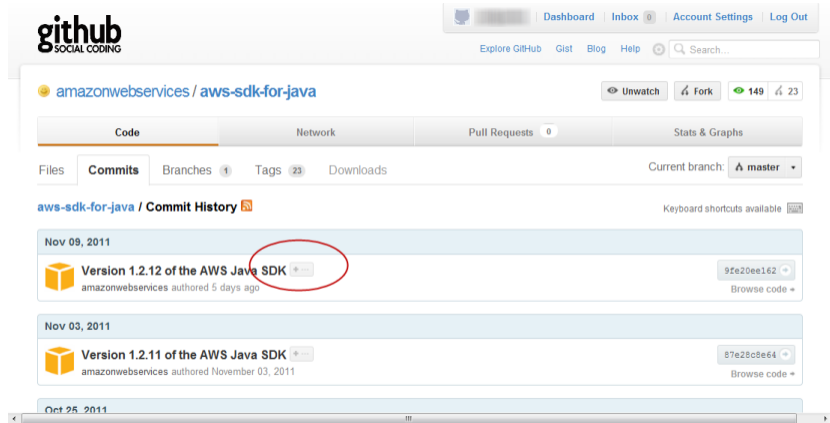 github
SOCIAL CODING
Dashboard Inbox 0 Account Settings Log Out
Explore GitHub Gist Blog Help Search...
amazonwebservices / aws-sdk-for-java
Unwatch Fork 149 23
Code Network Pull Requests 0 Stats & Graphs
Files Commits Branches 1 Tags 23 Downloads
Current branch: master
aws-sdk-for-java / Commit History
Keyboard shortcuts available
Nov 09, 2011
Version 1.2.12 of the AWS Java SDK
9fe20ee162
amazonwebservices authored 5 days ago
Browse code
Nov 03, 2011
Version 1.2.11 of the AWS Java SDK
87e28c8e64
amazonwebservices authored November 03, 2011
Browse code
Oct 25, 2011